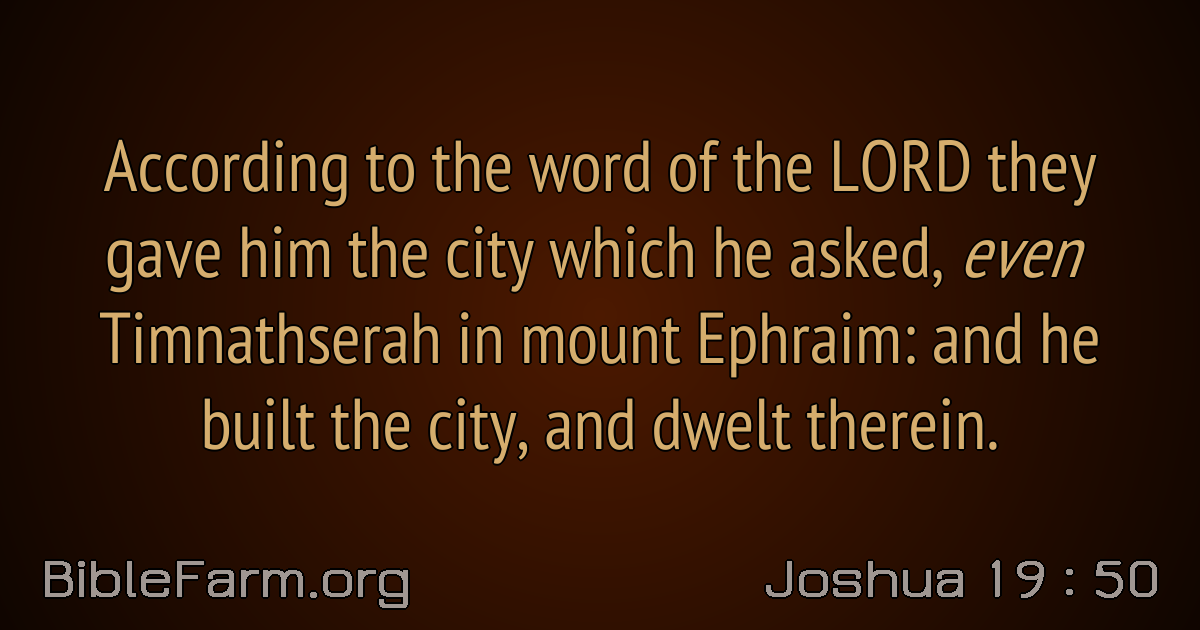 According to the word of the LORD they
gave him the city which he asked, even
Timnathserah in mount Ephraim: and he
built the city, and dwelt therein.
BibleFarm.org
Joshua 19 : 50